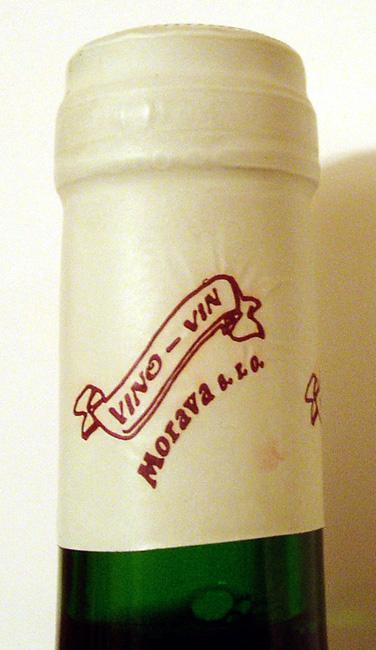 VINO – VIN
Morava s. r. o.